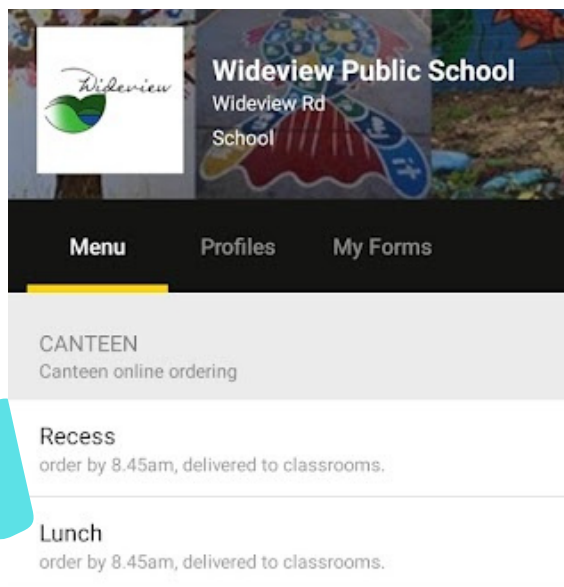 Wideview
Wideview Public School
Wideview Rd
School
Menu Profiles My Forms
CANTEEN
Canteen online ordering
Recess
order by 8.45am, delivered to classrooms.
Lunch
order by 8.45am, delivered to classrooms.